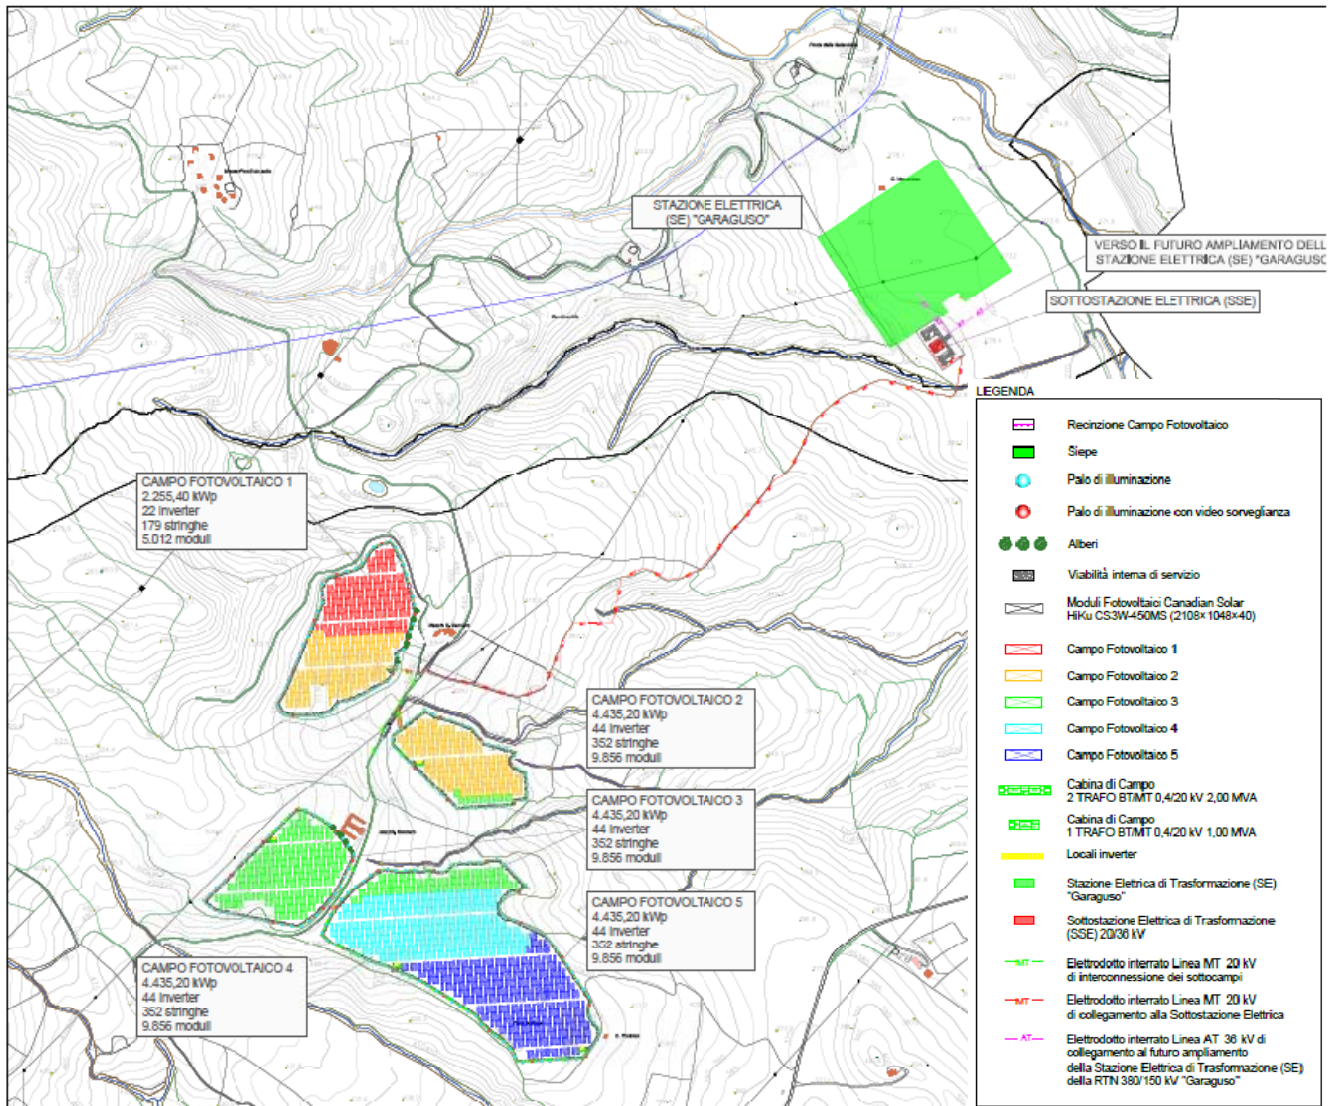 STAZIONE ELETTRICA
(SE) "GARAGUSO"
VERSO IL FUTURO AMPLIAMENTO DELL
STAZIONE ELETTRICA (SE) "GARAGUSO
SOTTOSTAZIONE ELETTRICA (SSE)
CAMPO FOTOVOLTAICO 1
2.255,40 kWp
22 inverter
179 stringhe
5.012 moduli
CAMPO FOTOVOLTAICO 2
4.435,20 kWp
44 inverter
352 stringhe
9.856 moduli
CAMPO FOTOVOLTAICO 3
4.435,20 kWp
44 inverter
352 stringhe
9.856 moduli
CAMPO FOTOVOLTAICO 5
4.435,20 kWp
44 inverter
352 stringhe
9.856 moduli
CAMPO FOTOVOLTAICO 4
4.435,20 kWp
44 inverter
352 stringhe
9.856 moduli
LEGENDA
Recinzione Campo Fotovoltaico
Siepe
Palo di illuminazione
Palo di illuminazione con video sorveglianza
Alberi
Viabilità interna di servizio
Moduli Fotovoltaici Canadian Solar
HiKu CS3W-450MS (2108×1048×40)
Campo Fotovoltaico 1
Campo Fotovoltaico 2
Campo Fotovoltaico 3
Campo Fotovoltaico 4
Campo Fotovoltaico 5
Cabina di Campo
2 TRAFO BT/MT 0,4/20 kV 2,00 MVA
Cabina di Campo
1 TRAFO BT/MT 0,4/20 kV 1,00 MVA
Locali inverter
Stazione Elettrica di Trasformazione (SE)
"Garaguso"
Sottostazione Elettrica di Trasformazione
(SSE) 20/36 kV
MT Elettrodotto interrato Linea MT 20 kV
di interconnessione dei sottocampi
MT Elettrodotto interrato Linea MT 20 kV
di collegamento alla Sottostazione Elettrica
AT Elettrodotto interrato Linea AT 36 kV di
collegamento al futuro ampliamento
della Stazione Elettrica di Trasformazione (SE)
della RTN 380/150 kV "Garaguso"